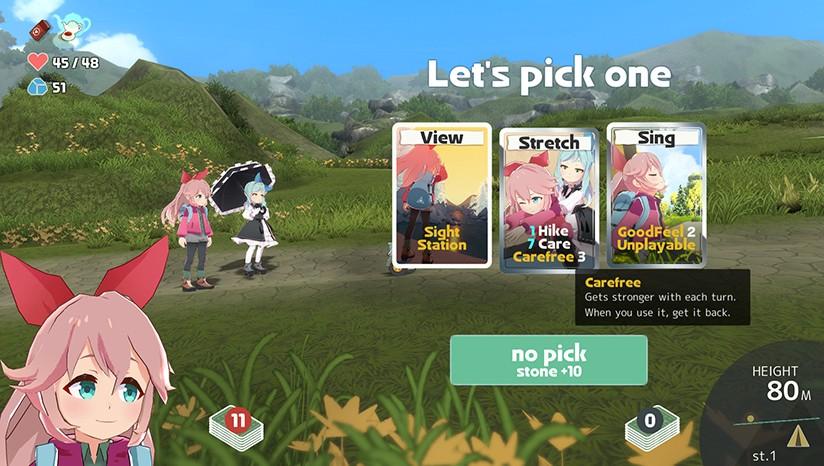 45 / 48
51
Let's pick one
View
Sight
Station
Stretch
1 Hike
7 Care
Carefree 3
Sing
GoodFeel 2
Unplayable
Carefree
Gets stronger with each turn.
When you use it, get it back.
no pick
stone +10
11
0
HEIGHT
80M
st.1